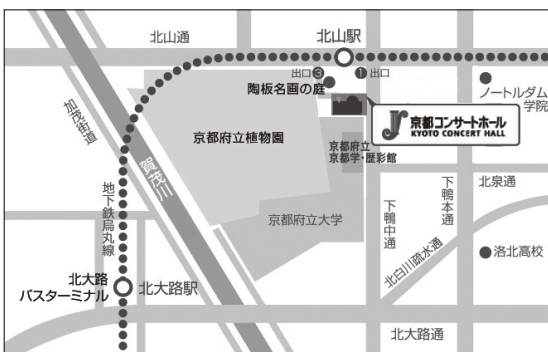 北山通
北山駅
出口❸
❶出口
陶板名画の庭
ノートルダム
学院
京都コンサートホール
KYOTO CONCERT HALL
加茂街道
京都府立植物園
京都府立
京都学・歴彩館
賀茂川
地下鉄烏丸線
北泉通
下鴨本通
下鴨中通
京都府立大学
北白川疏水通
洛北高校
北大路
バスターミナル
北大路駅
北大路通